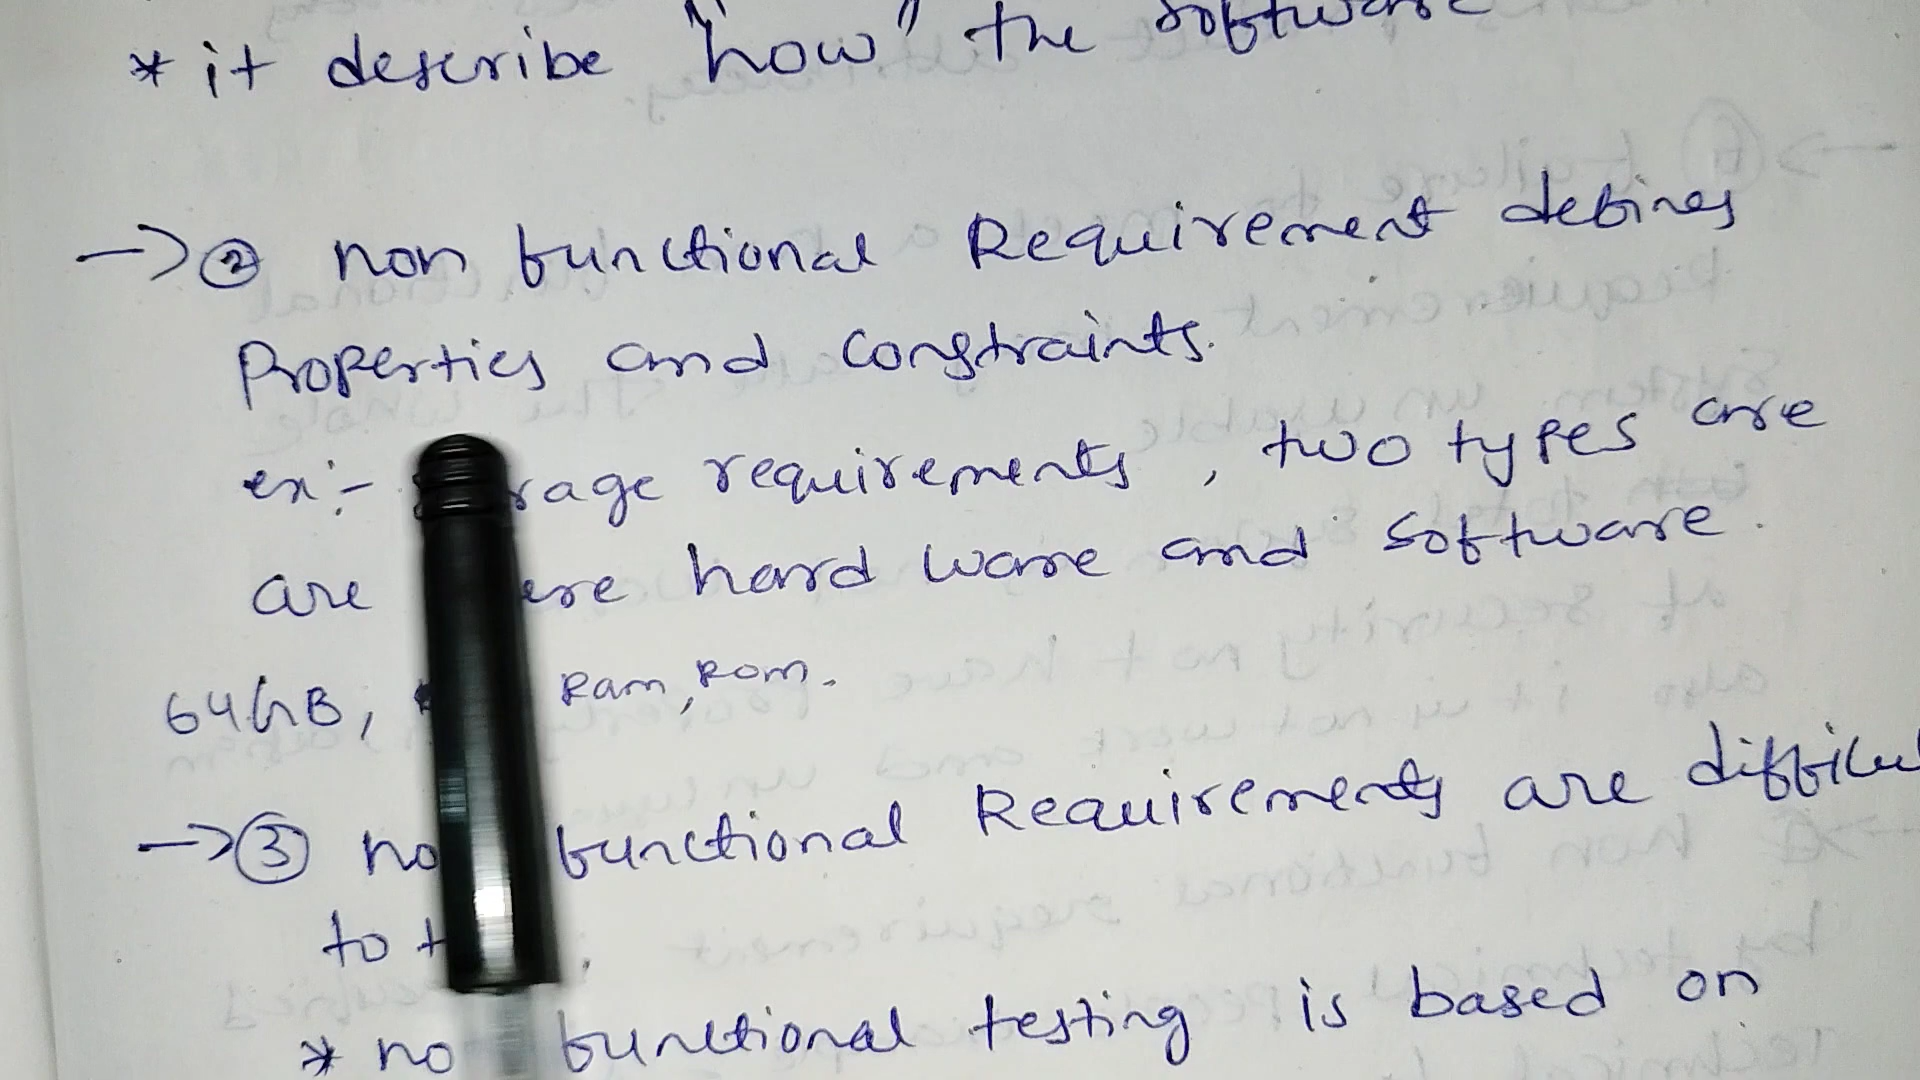 * it describe "how" the software
-> ② non functional Requirement defines
Properties and constraints.
ex:- rage requirements, two types are
are ere hard ware and software.
64GB, Ram, Rom.
-> ③ no functional Requirements are difficul
to t
* no functional testing is based on